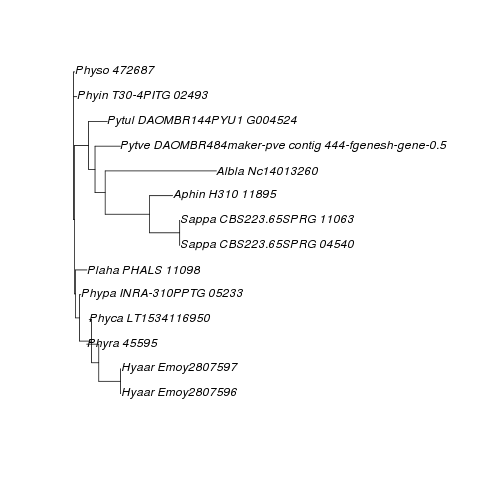 Physo 472687
Phyin T30-4PITG 02493
Pytul DAOMBR144PYU1 G004524
Pytve DAOMBR484maker-pve contig 444-fgenesh-gene-0.5
Albla Nc14013260
Aphin H310 11895
Sappa CBS223.65SPRG 11063
Sappa CBS223.65SPRG 04540
Plaha PHALS 11098
Phypa INRA-310PPTG 05233
Phyca LT1534116950
Phyra 45595
Hyaar Emoy2807597
Hyaar Emoy2807596